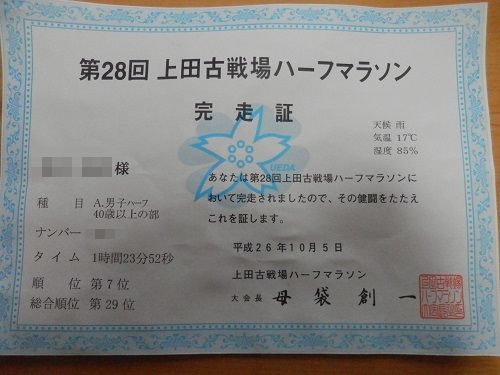 第28回 上田古戦場ハーフマラソン
完走証
天候 雨
気温 17℃
湿度 85%
様
UEDA
種目 A.男子ハーフ
40歳以上の部
ナンバー
タイム 1時間23分52秒
順位 第7位
総合順位 第29位
あなたは第28回上田古戦場ハーフマラソンに
おいて完走されましたので、その健闘をたたえ
これを証します。
平成26年10月5日
上田古戦場ハーフマラソン
大会長 母袋創一